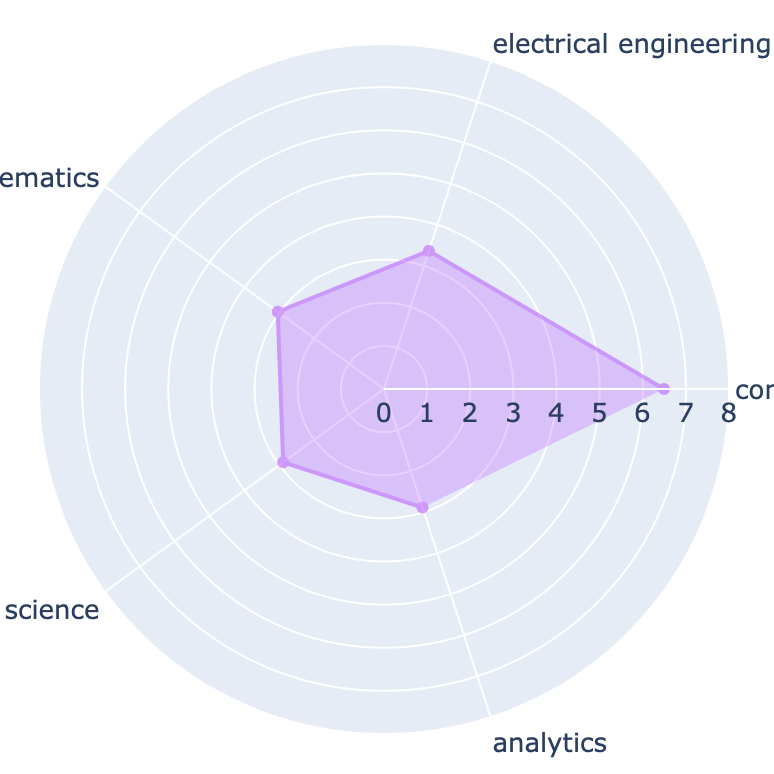 electrical engineering
ematics
cor
0 1 2 3 4 5 6 7 8
science
analytics